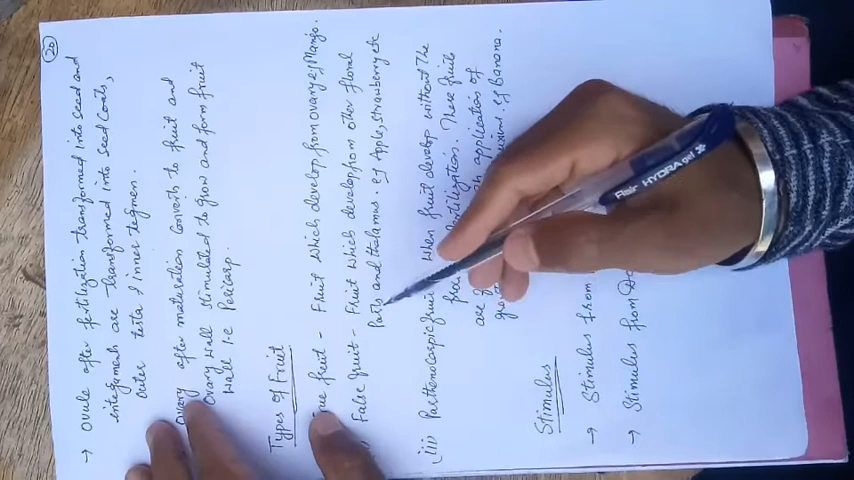 20
→ Ovule after fertilization transformed into seed and
integuments are transformed into seed coats,
outer testa & inner tegmen.
Ovary after maturation converts to fruit and
Ovary wall stimulated to grow and form fruit
wall i.e Pericarp.
Types of Fruit
fruit - Fruit which develop from ovary eg Mango.
False fruit - Fruit which develop from other floral
Parts and thalamus. eg Apple, strawberry etc
(iii) Parthenocarpic fruit When fruit develop without the
fertilization. These fruit
are application of
eg Banana.
Stimulus
→ Stimulus from
→ Stimulus from
Flair HYDRA gel